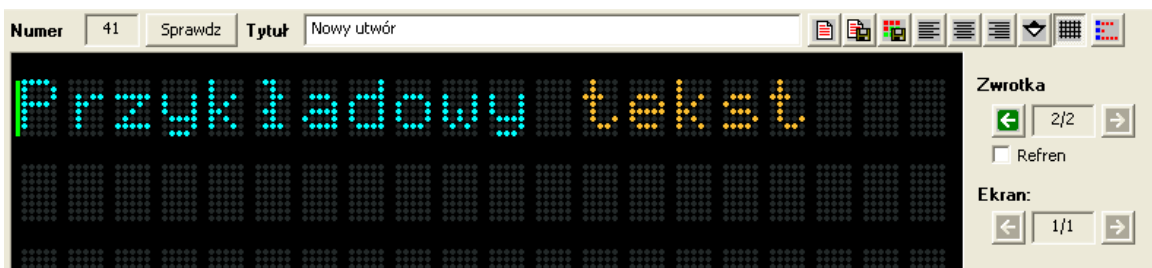 Numer 41 Sprawdz Tytuł Nowy utwór
Przykładowy tekst
Zwrotka
2/2
Refren
Ekran:
1/1